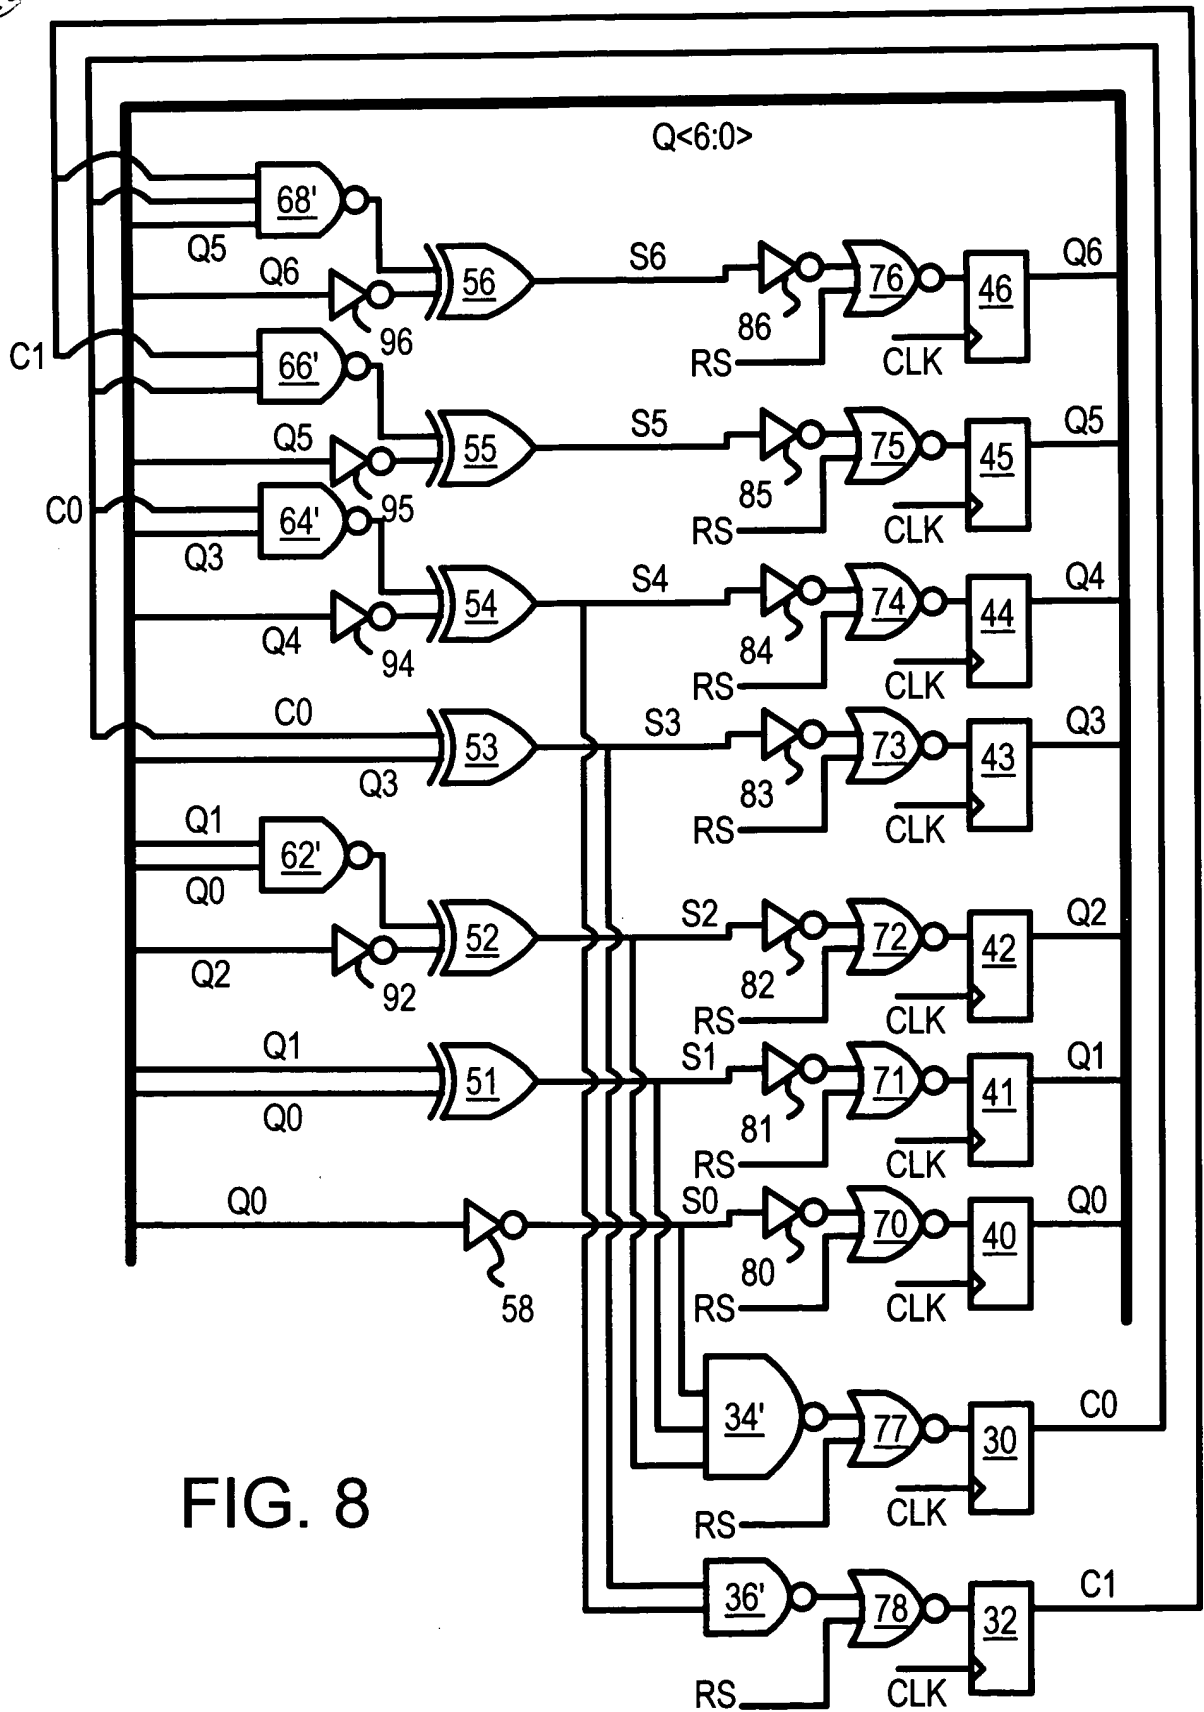 Q<6:0>
68'
Q5
Q6
96
56
S6
86
76
RS
CLK
46
Q6
C1
66'
Q5
95
55
S5
85
75
RS
CLK
45
Q5
C0
64'
Q3
Q4
94
54
S4
84
74
RS
CLK
44
Q4
C0
Q3
53
S3
83
73
RS
CLK
43
Q3
Q1
62'
Q0
Q2
92
52
S2
82
72
RS
CLK
42
Q2
Q1
Q0
51
S1
81
71
RS
CLK
41
Q1
Q0
58
S0
80
70
RS
CLK
40
Q0
34'
77
RS
CLK
30
C0
36'
78
RS
CLK
32
C1
FIG. 8